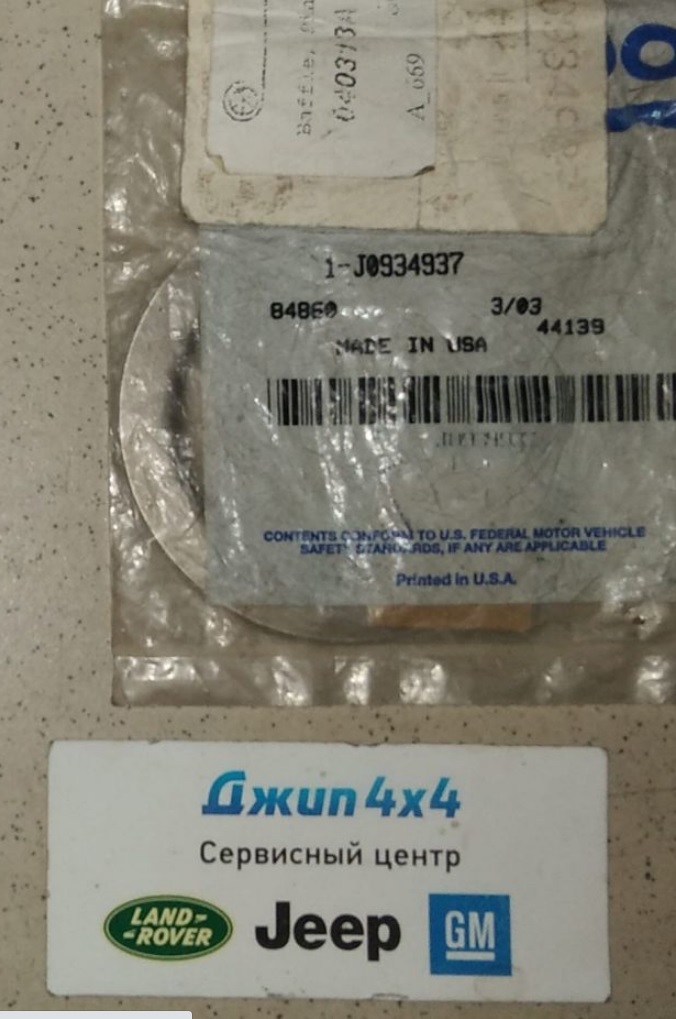 A_669
1-J0934937
84860 3/03
44139
MADE IN USA
CONTENTS CONFORM TO U.S. FEDERAL MOTOR VEHICLE
SAFETY STANDARDS, IF ANY ARE APPLICABLE
Printed in U.S.A.
Джип 4x4
Сервисный центр
LAND-
-ROVER
Jeep
GM